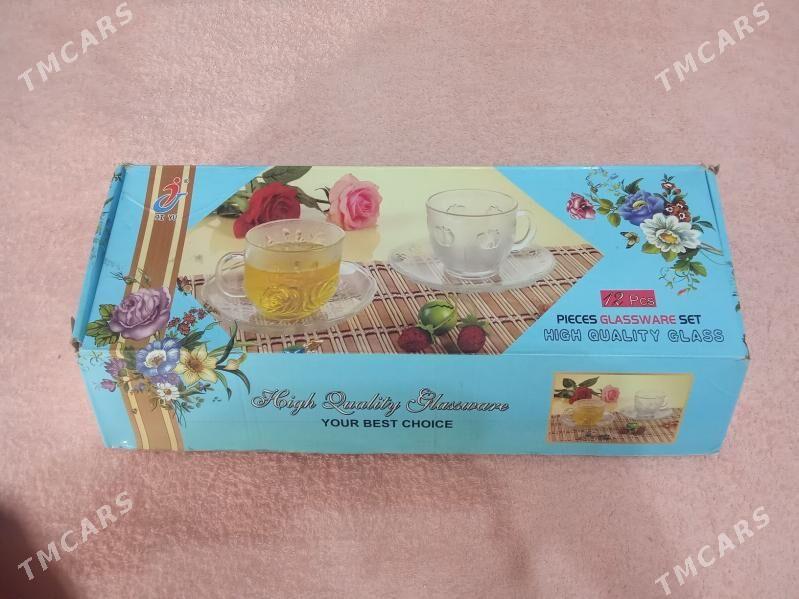 TMCARS
TMCARS
12 Pcs
PIECES GLASSWARE SET
HIGH QUALITY GLASS
High Quality Glassware
YOUR BEST CHOICE
TMCARS
TMCARS